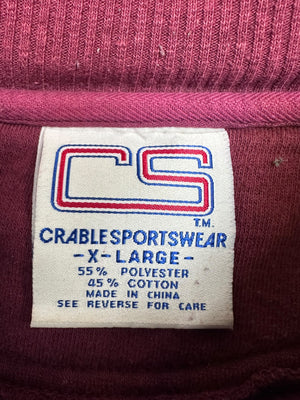 CS
T.M.
CRABLESPORTSWEAR
-X-LARGE-
55% POLYESTER
45% COTTON
MADE IN CHINA
SEE REVERSE FOR CARE